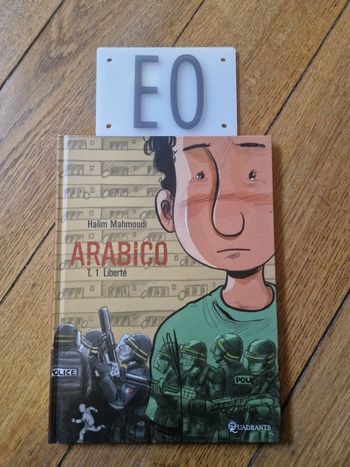 EO
Halim Mahmoudi
ARABICO
T. 1 Liberté
POLICE
POLI
QUADRANTS